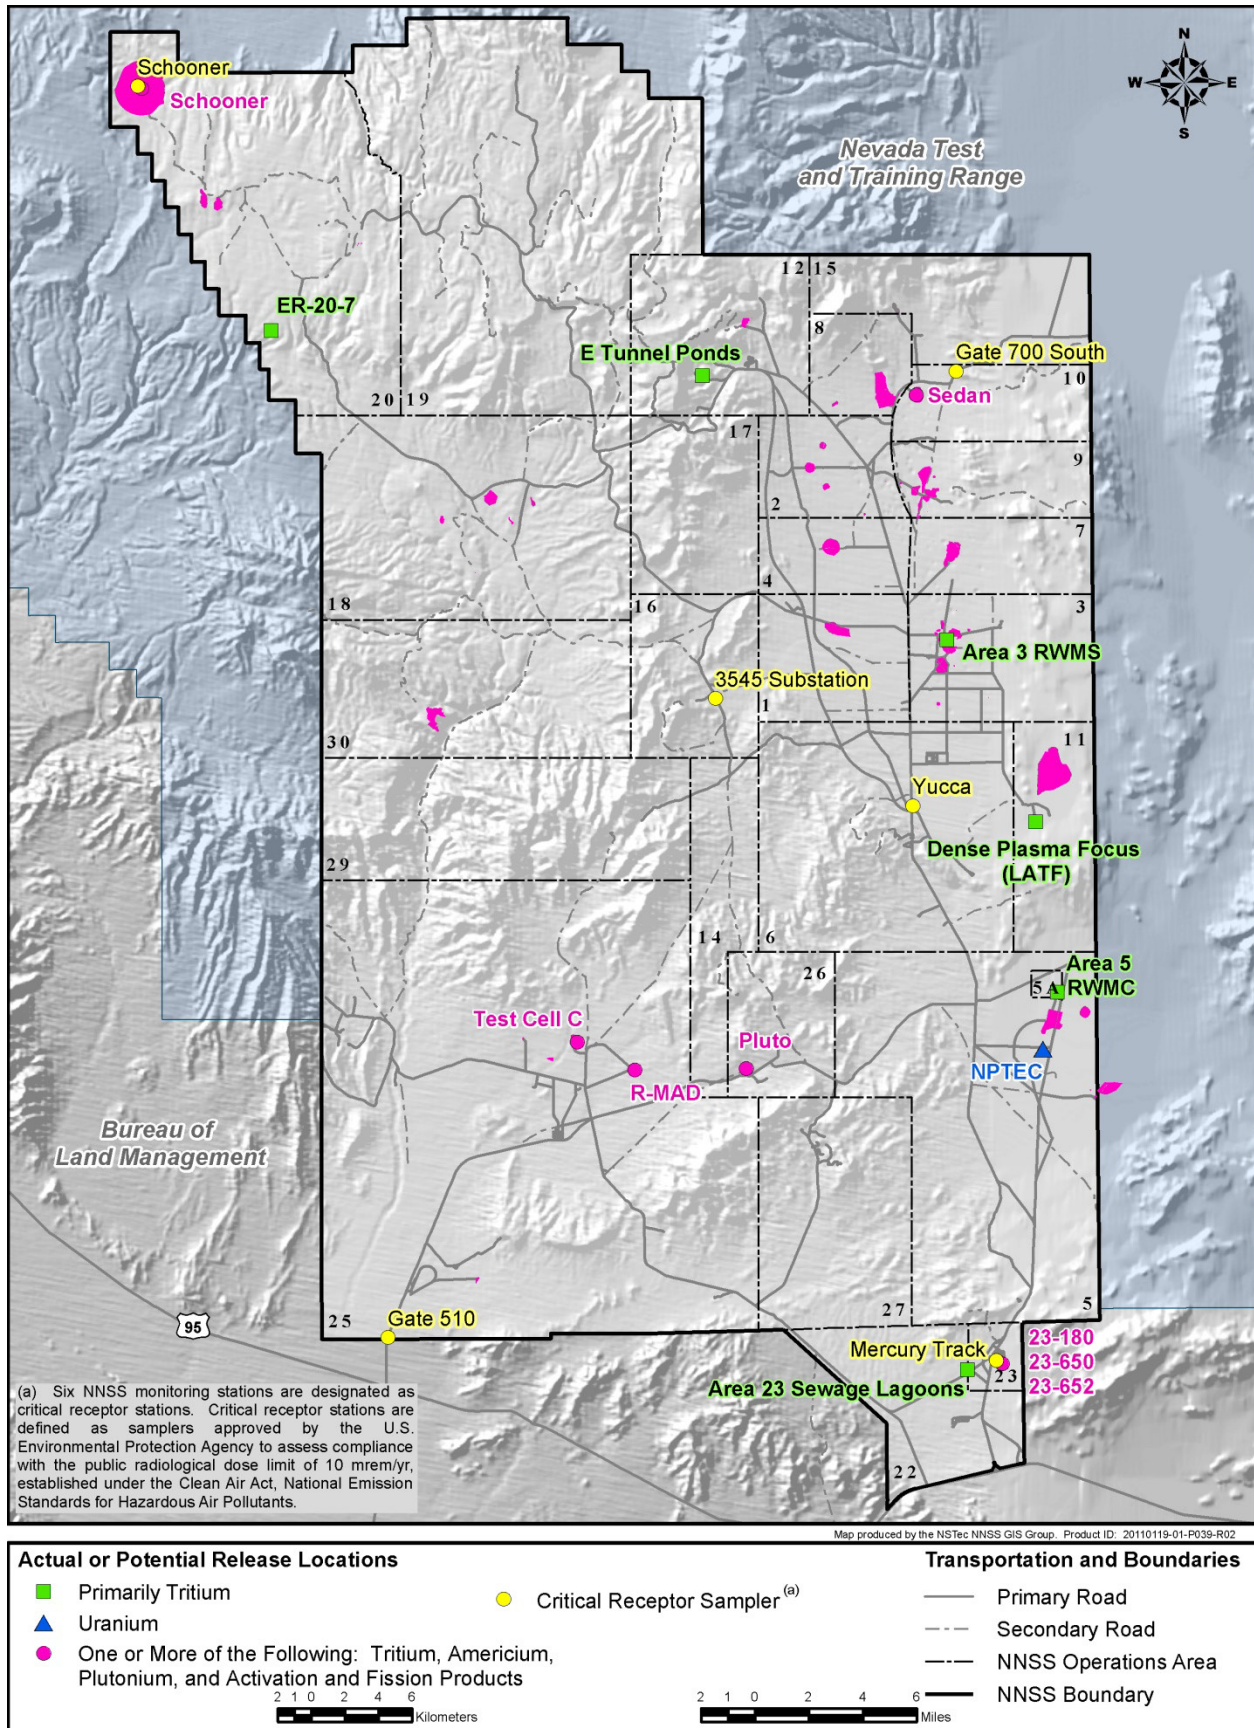 N
W E
S
Schooner
Schooner
Nevada Test
and Training Range
12 15
ER-20-7
8
E Tunnel Ponds
Gate 700 South
10
Sedan
20 19
17
9
2
7
4
18
16
3
Area 3 RWMS
3545 Substation
1
30
11
Yucca
Dense Plasma Focus
(LATF)
29
14
6
26
Area 5
5A RWMC
Test Cell C
Pluto
NPTEC
R-MAD
Bureau of
Land Management
95
25
Gate 510
27
5
Mercury Track
23-180
23-650
23-652
23
Area 23 Sewage Lagoons
22
(a) Six NNSS monitoring stations are designated as
critical receptor stations. Critical receptor stations are
defined as samplers approved by the U.S.
Environmental Protection Agency to assess compliance
with the public radiological dose limit of 10 mrem/yr,
established under the Clean Air Act, National Emission
Standards for Hazardous Air Pollutants.
Map produced by the NSTec NNSS GIS Group. Product ID: 20110119-01-P039-R02
Actual or Potential Release Locations
Primarily Tritium
Uranium
One or More of the Following: Tritium, Americium,
Plutonium, and Activation and Fission Products
Critical Receptor Sampler (a)
2 1 0 2 4 6
Kilometers
2 1 0 2 4 6
Miles
Transportation and Boundaries
Primary Road
Secondary Road
NNSS Operations Area
NNSS Boundary